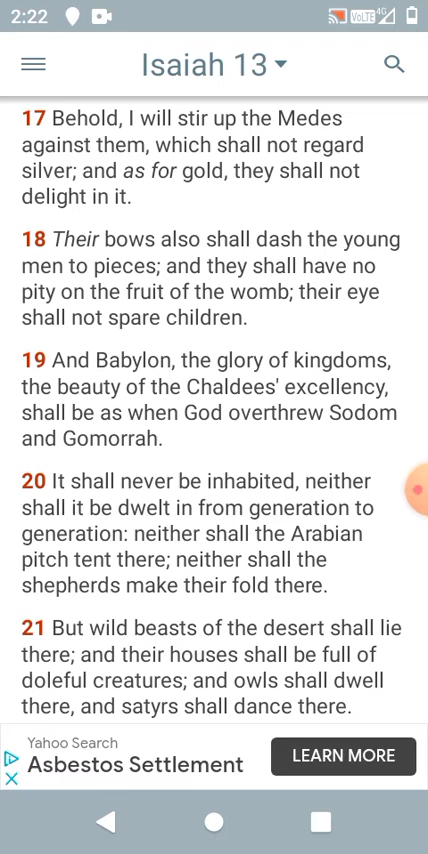 2:22 VoLTE 4G
Isaiah 13
17 Behold, I will stir up the Medes
against them, which shall not regard
silver; and as for gold, they shall not
delight in it.
18 Their bows also shall dash the young
men to pieces; and they shall have no
pity on the fruit of the womb; their eye
shall not spare children.
19 And Babylon, the glory of kingdoms,
the beauty of the Chaldees' excellency,
shall be as when God overthrew Sodom
and Gomorrah.
20 It shall never be inhabited, neither
shall it be dwelt in from generation to
generation: neither shall the Arabian
pitch tent there; neither shall the
shepherds make their fold there.
21 But wild beasts of the desert shall lie
there; and their houses shall be full of
doleful creatures; and owls shall dwell
there, and satyrs shall dance there.
Yahoo Search
Asbestos Settlement
LEARN MORE